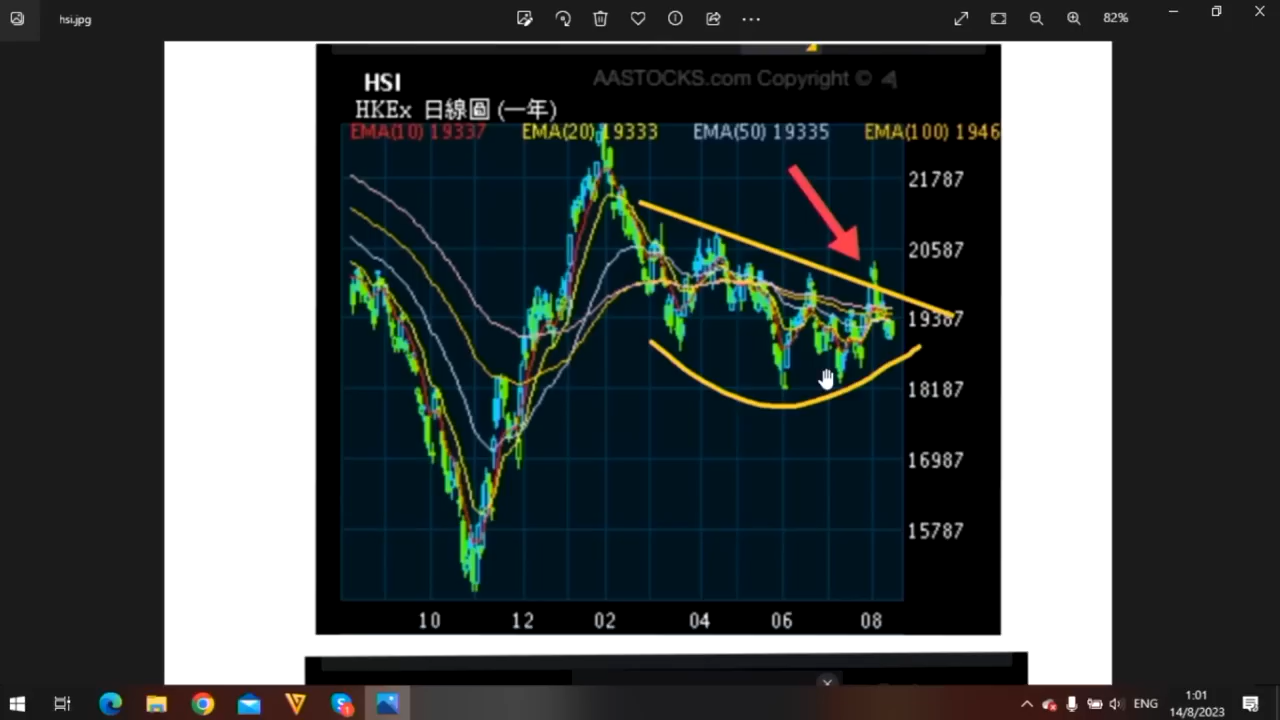 hsi.jpg
82%
AASTOCKS.com Copyright ©
HSI
HKEx 日線圖 (一年)
EMA(10) 19337 EMA(20) 19333 EMA(50) 19335 EMA(100) 1946
21787
20587
19387
18187
16987
15787
10 12 02 04 06 08
ENG
1:01
14/8/2023